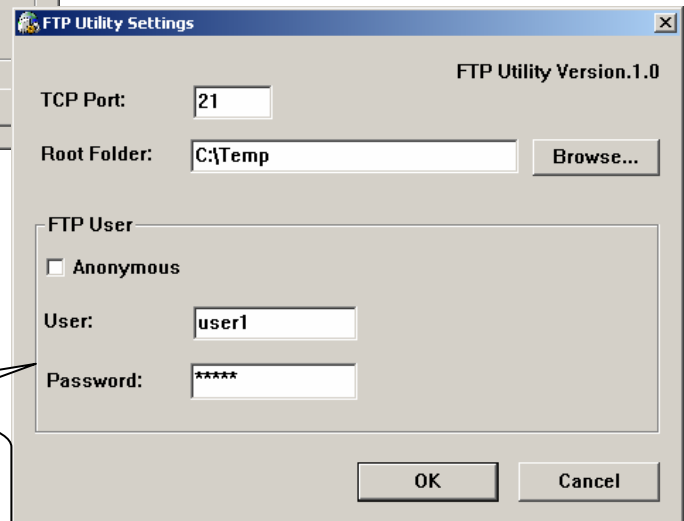 FTP Utility Settings
FTP Utility Version.1.0
TCP Port: 21
Root Folder: C:\Temp Browse...
FTP User
Anonymous
User: user1
Password: *****
OK Cancel